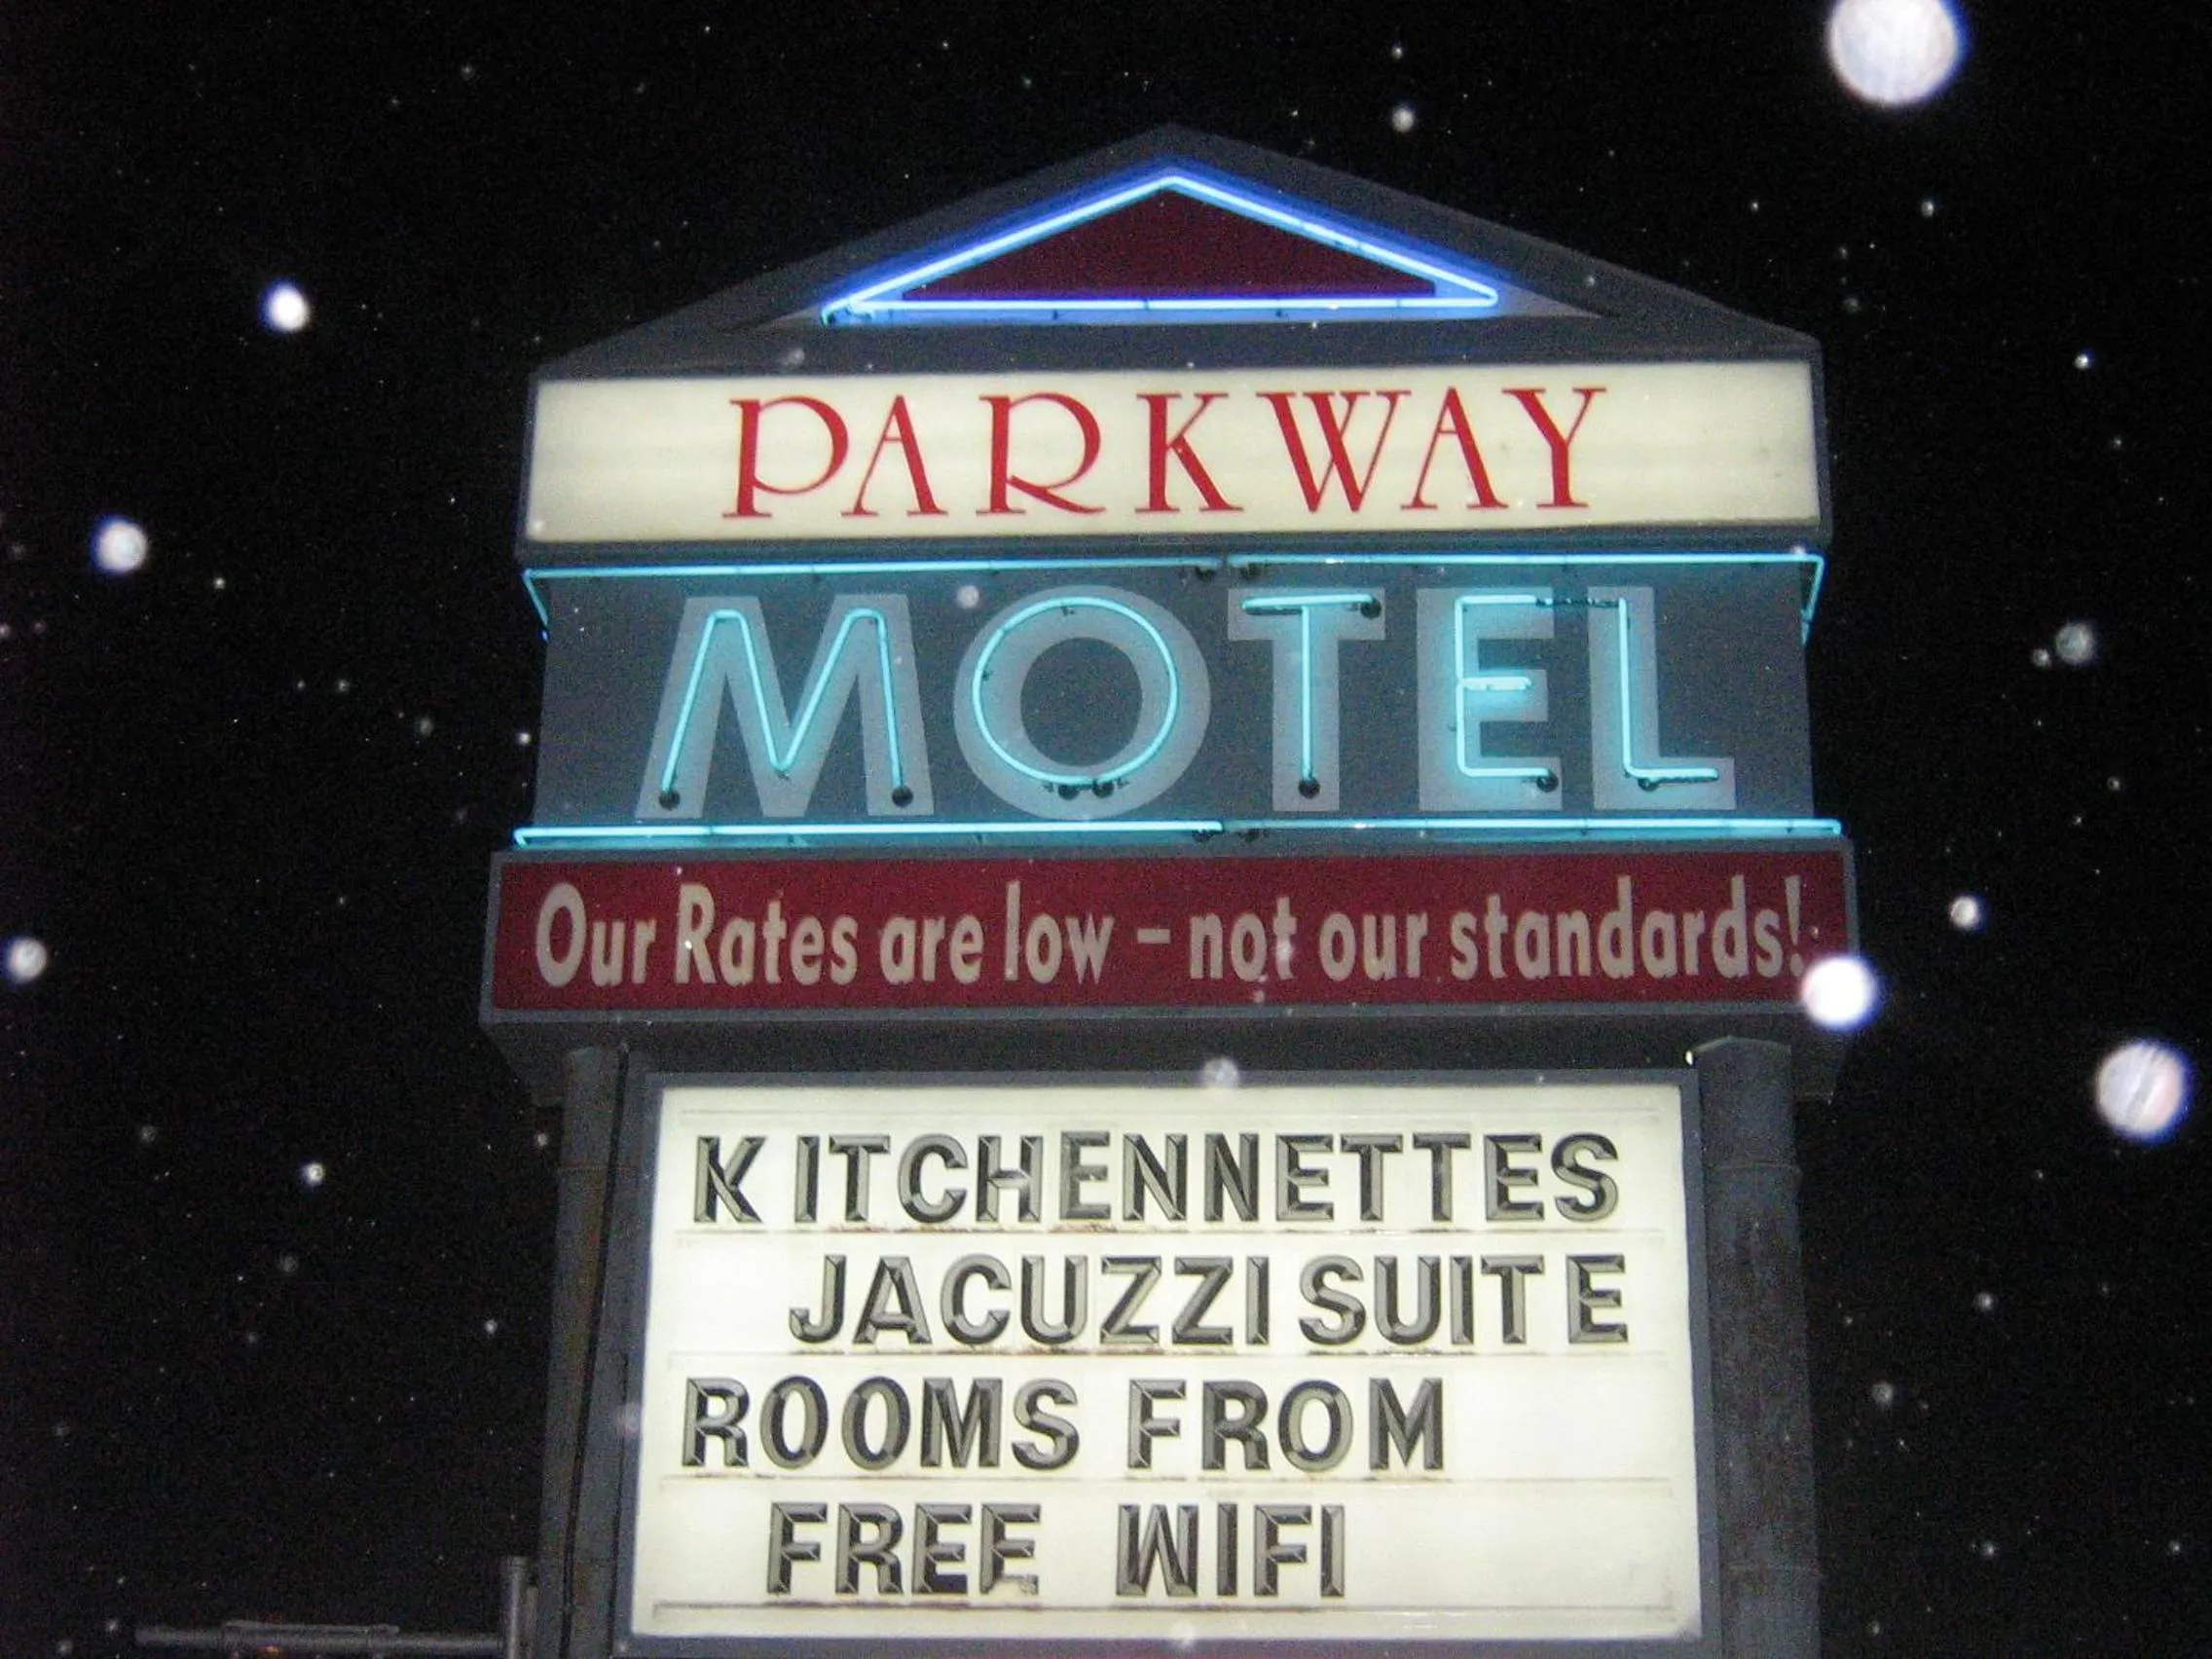 PARKWAY
MOTEL
Our Rates are low - not our standards!
KITCHENNETTES
JACUZZI SUITE
ROOMS FROM
FREE WIFI